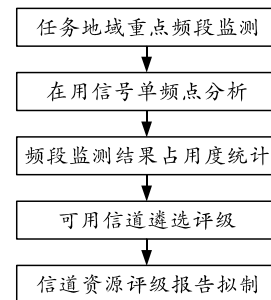 任务地域重点频段监测
在用信号单频点分析
频段监测结果占用度统计
可用信道遴选评级
信道资源评级报告拟制